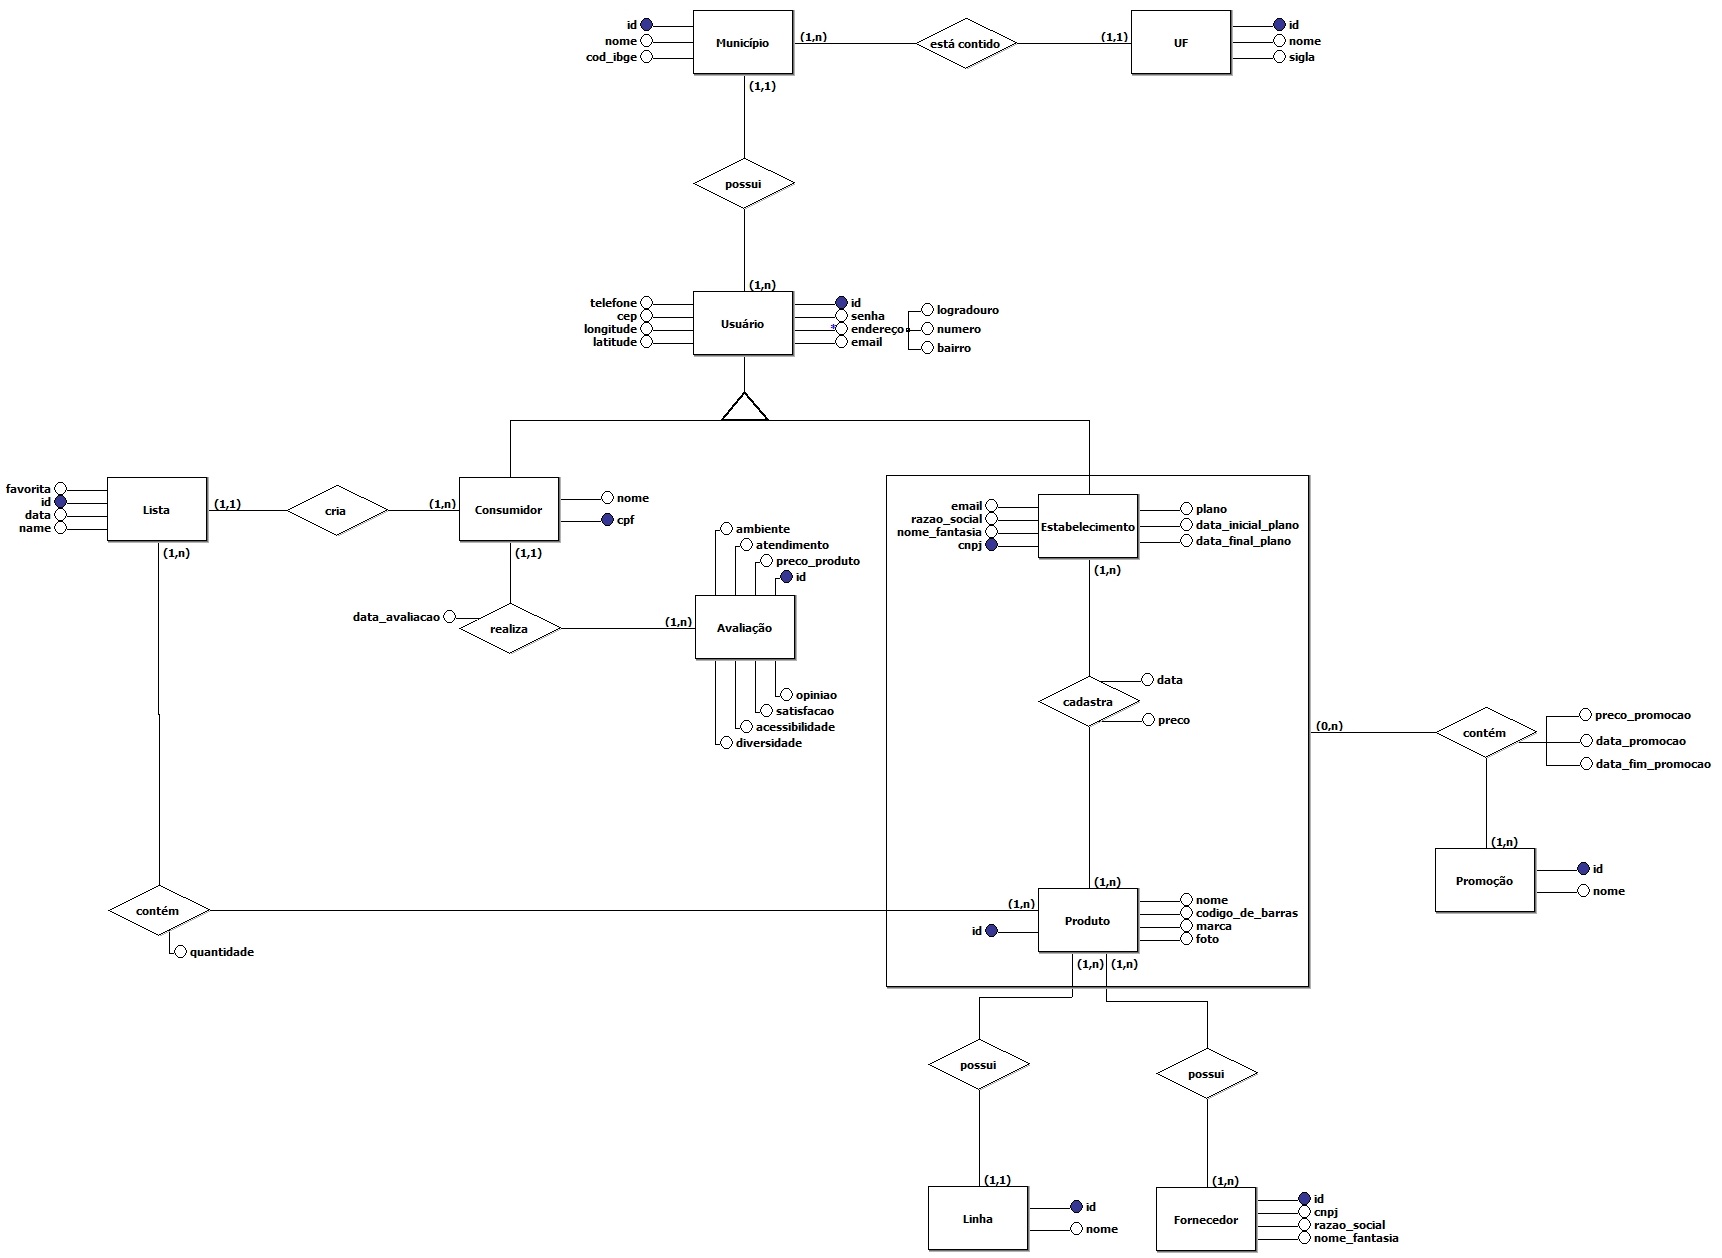 id
nome
cod_ibge
Município
(1,n)
está contido
(1,1)
UF
id
nome
sigla
(1,1)
possui
(1,n)
telefone
cep
longitude
latitude
Usuário
id
senha
* endereço
email
logradouro
numero
bairro
favorita
id
data
name
Lista
(1,1)
cria
(1,n)
Consumidor
nome
cpf
(1,n)
(1,1)
data_avaliacao
realiza
(1,n)
ambiente
atendimento
preco_produto
id
Avaliação
opiniao
satisfacao
acessibilidade
diversidade
email
razao_social
nome_fantasia
cnpj
Estabelecimento
plano
data_inicial_plano
data_final_plano
(1,n)
cadastra
data
preco
(0,n)
contém
preco_promocao
data_promocao
data_fim_promocao
(1,n)
Promoção
id
nome
contém
quantidade
(1,n)
(1,n)
id
Produto
nome
codigo_de_barras
marca
foto
(1,n) (1,n)
possui
possui
(1,1)
Linha
id
nome
(1,n)
Fornecedor
id
cnpj
razao_social
nome_fantasia